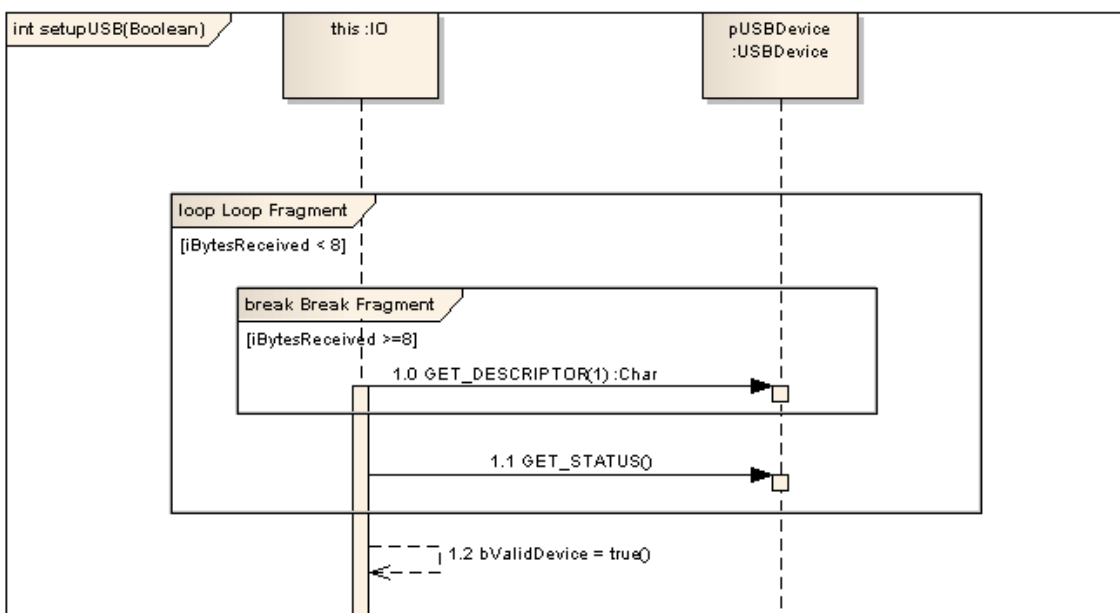 int setupUSB(Boolean)
this :IO
pUSBDevice
:USBDevice
loop Loop Fragment
[iBytesReceived < 8]
break Break Fragment
[iBytesReceived >=8]
1.0 GET_DESCRIPTOR(1) :Char
1.1 GET_STATUS()
1.2 bValidDevice = true()